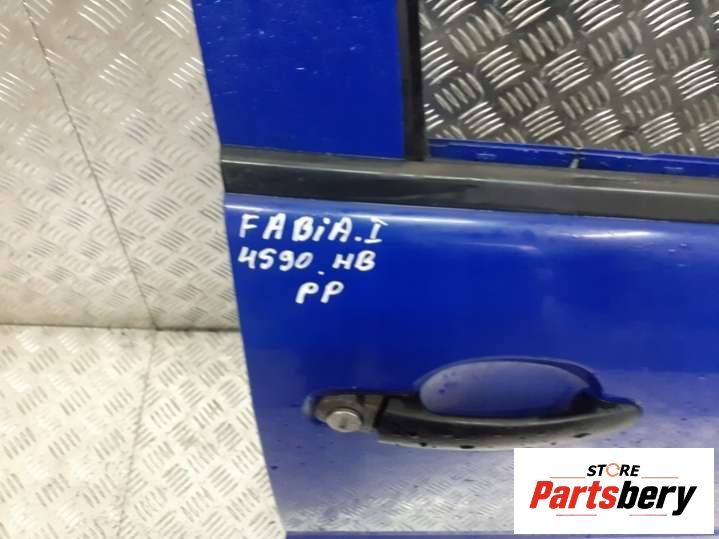 FABiA.I
4590.HB
PP
STORE
Partsbery